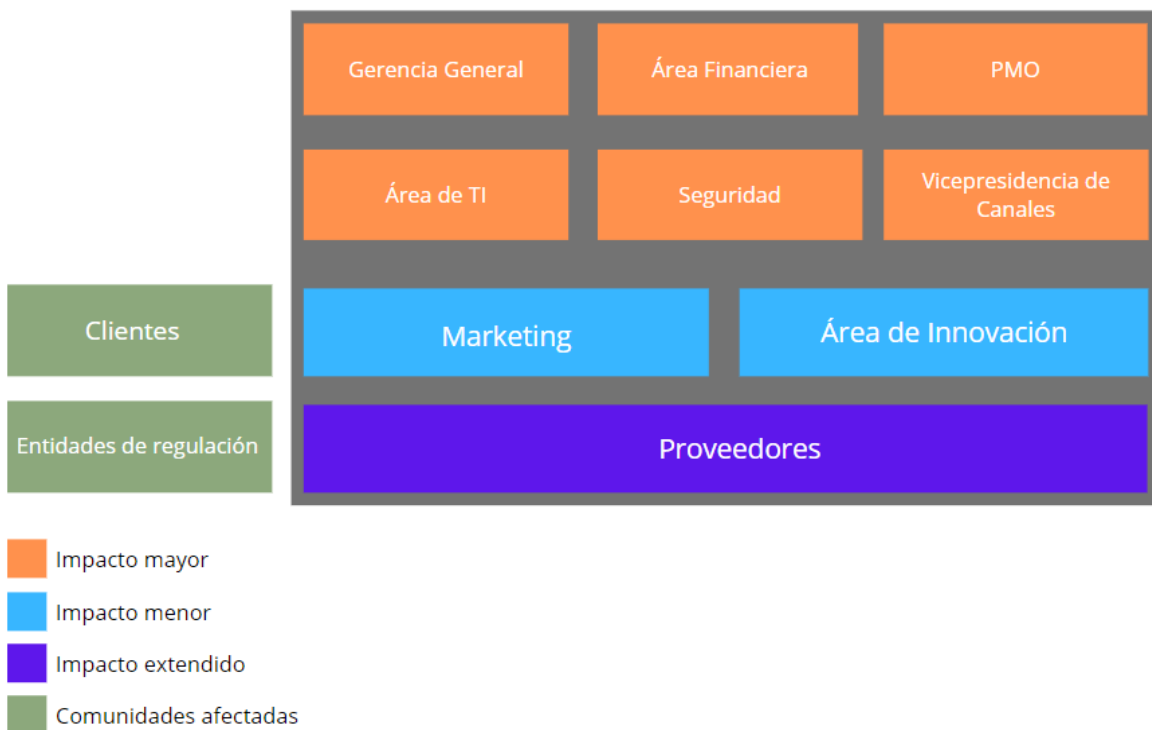 Gerencia General
Área Financiera
PMO
Área de TI
Seguridad
Vicepresidencia de
Canales
Clientes
Marketing
Área de Innovación
Entidades de regulación
Proveedores
Impacto mayor
Impacto menor
Impacto extendido
Comunidades afectadas